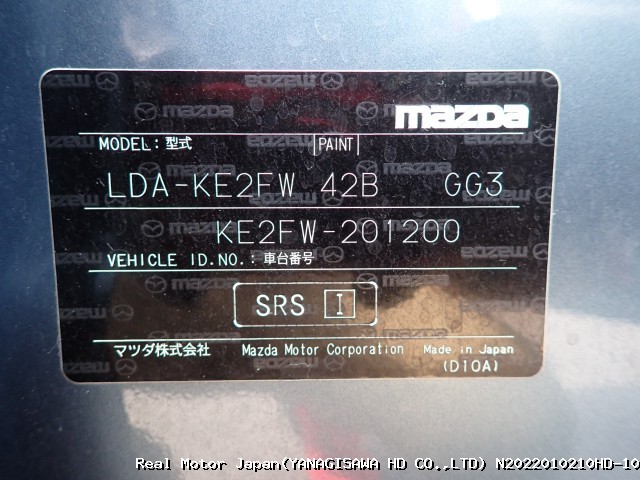 mazda
MODEL: 型式 PAINT
LDA-KE2FW 42B GG3
KE2FW-201200
VEHICLE ID.NO.: 車台番号
SRS I
マツダ株式会社 Mazda Motor Corporation Made in Japan
(D10A)
Real Motor Japan(YANAGISAWA HD CO.,LTD) N2022010210HD-10